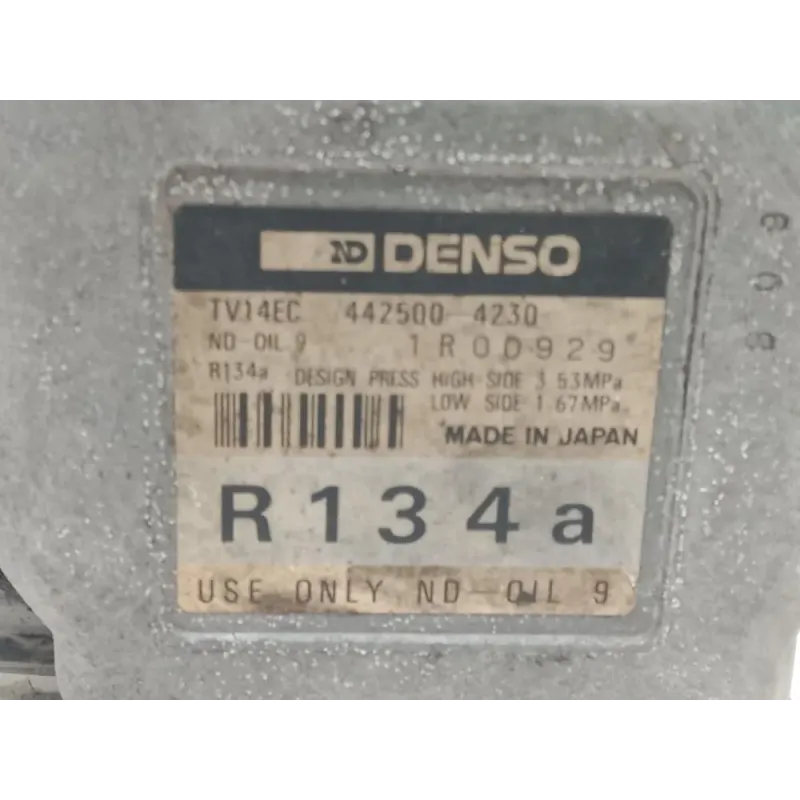 ND DENSO
TV14EC 442500-4230
ND-OIL 9 1R0D929
R134a DESIGN PRESS HIGH SIDE 3.53MPa
LOW SIDE 1.67MPa
MADE IN JAPAN
R134a
USE ONLY ND-OIL 9